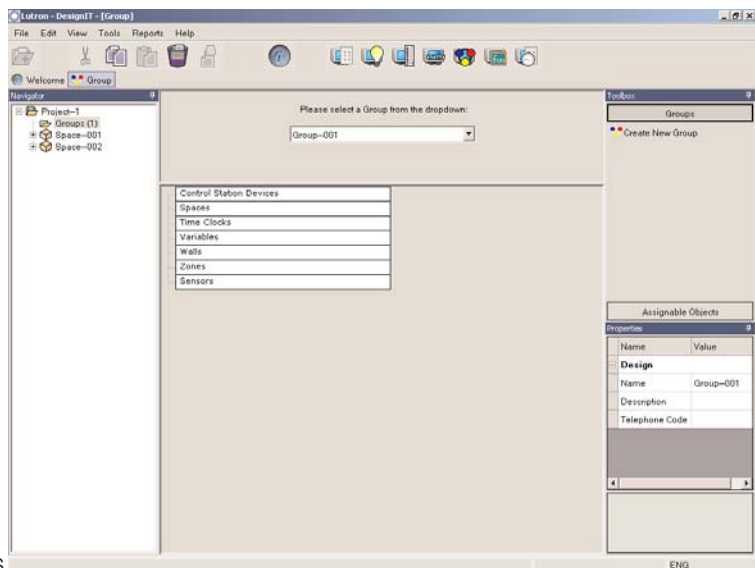 Lutron - DesignIT - [Group]
File Edit View Tools Reports Help
Welcome Group
Navigator
Project-1
Groups (1)
Space-001
Space-002
Please select a Group from the dropdown:
Group-001
Control Station Devices
Spaces
Time Clocks
Variables
Walls
Zones
Sensors
Toolbox
Groups
Create New Group
Assignable Objects
Properties
Name Value
Design
Name Group-001
Description
Telephone Code
ENG
s